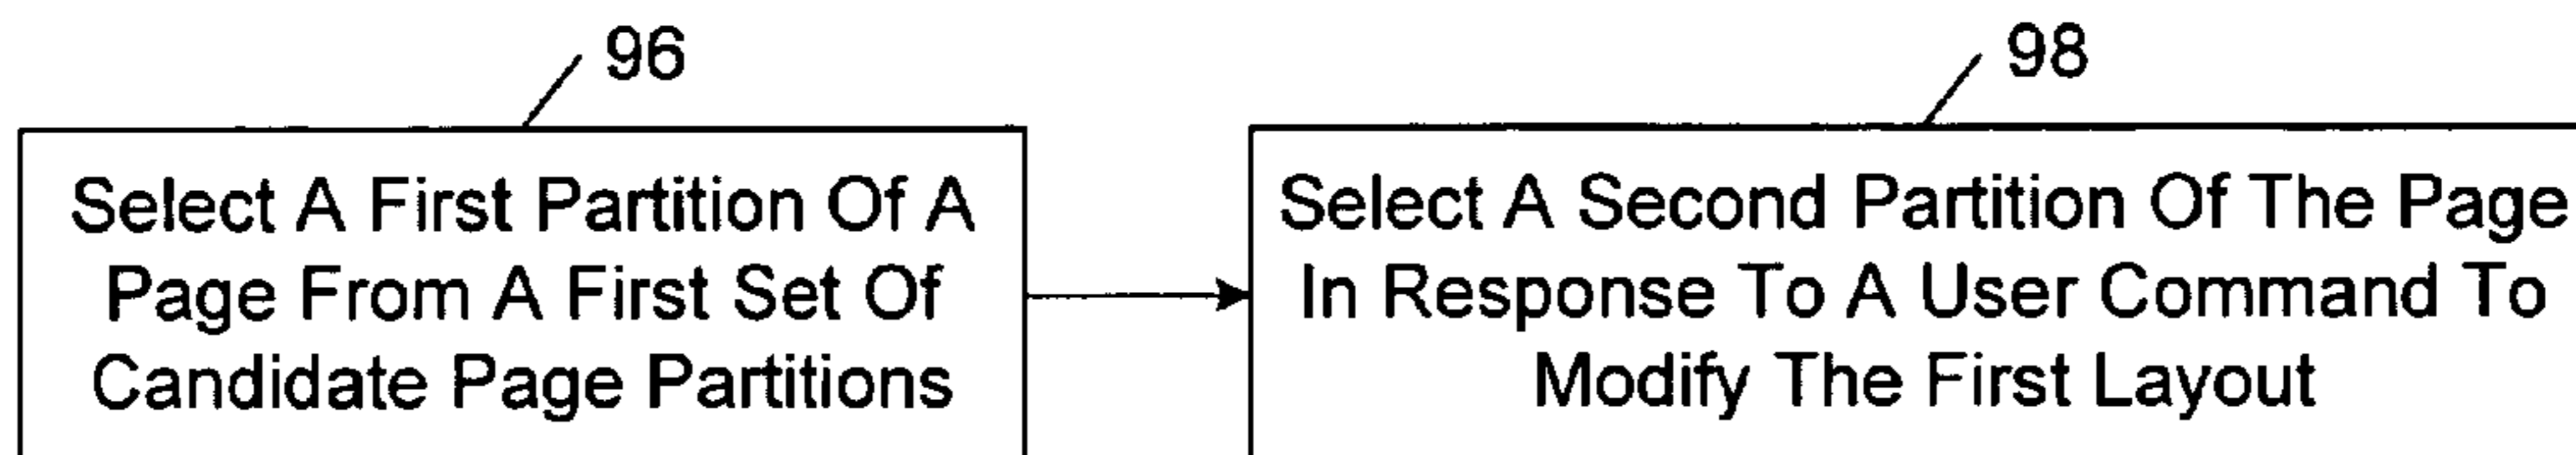 96
Select A First Partition Of A
Page From A First Set Of
Candidate Page Partitions
98
Select A Second Partition Of The Page
In Response To A User Command To
Modify The First Layout